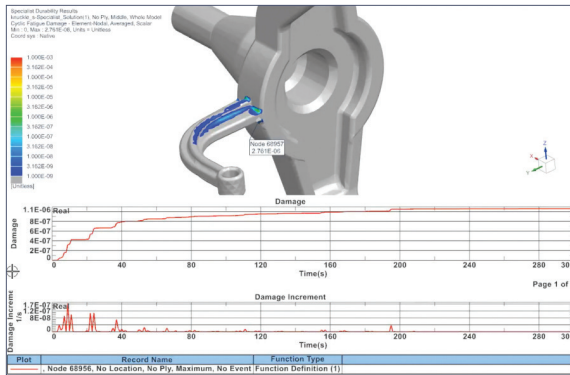 Specialist Durability Results
knuckle_s-Specialist_Solution(1), No Ply, Middle, Whole Model
Cyclic Fatigue Damage - Element-Nodal, Averaged, Scalar
Min : 0, Max : 2.761E-06, Units = Unitless
Coord sys : Native
1.000E-03
3.162E-04
1.000E-04
3.162E-05
1.000E-05
3.162E-06
1.000E-06
3.162E-07
1.000E-07
3.162E-08
1.000E-08
3.162E-09
1.000E-09
[Unitless]
Node 68957
2.761E-06
Z
X
Y
Damage
1.1E-06
8E-07
6E-07
4E-07
2E-07
0
Real
Damage
0 40 80 120 160 200 240 280 300
Time(s)
Page 1 of
Damage Increment
1.7E-07
1.2E-07
8E-08
0
Real
Damage Increme
1/s
0 40 80 120 160 200 240 280 300
Time(s)
Plot Record Name Function Type
, Node 68956, No Location, No Ply, Maximum, No Event Function Definition (1)